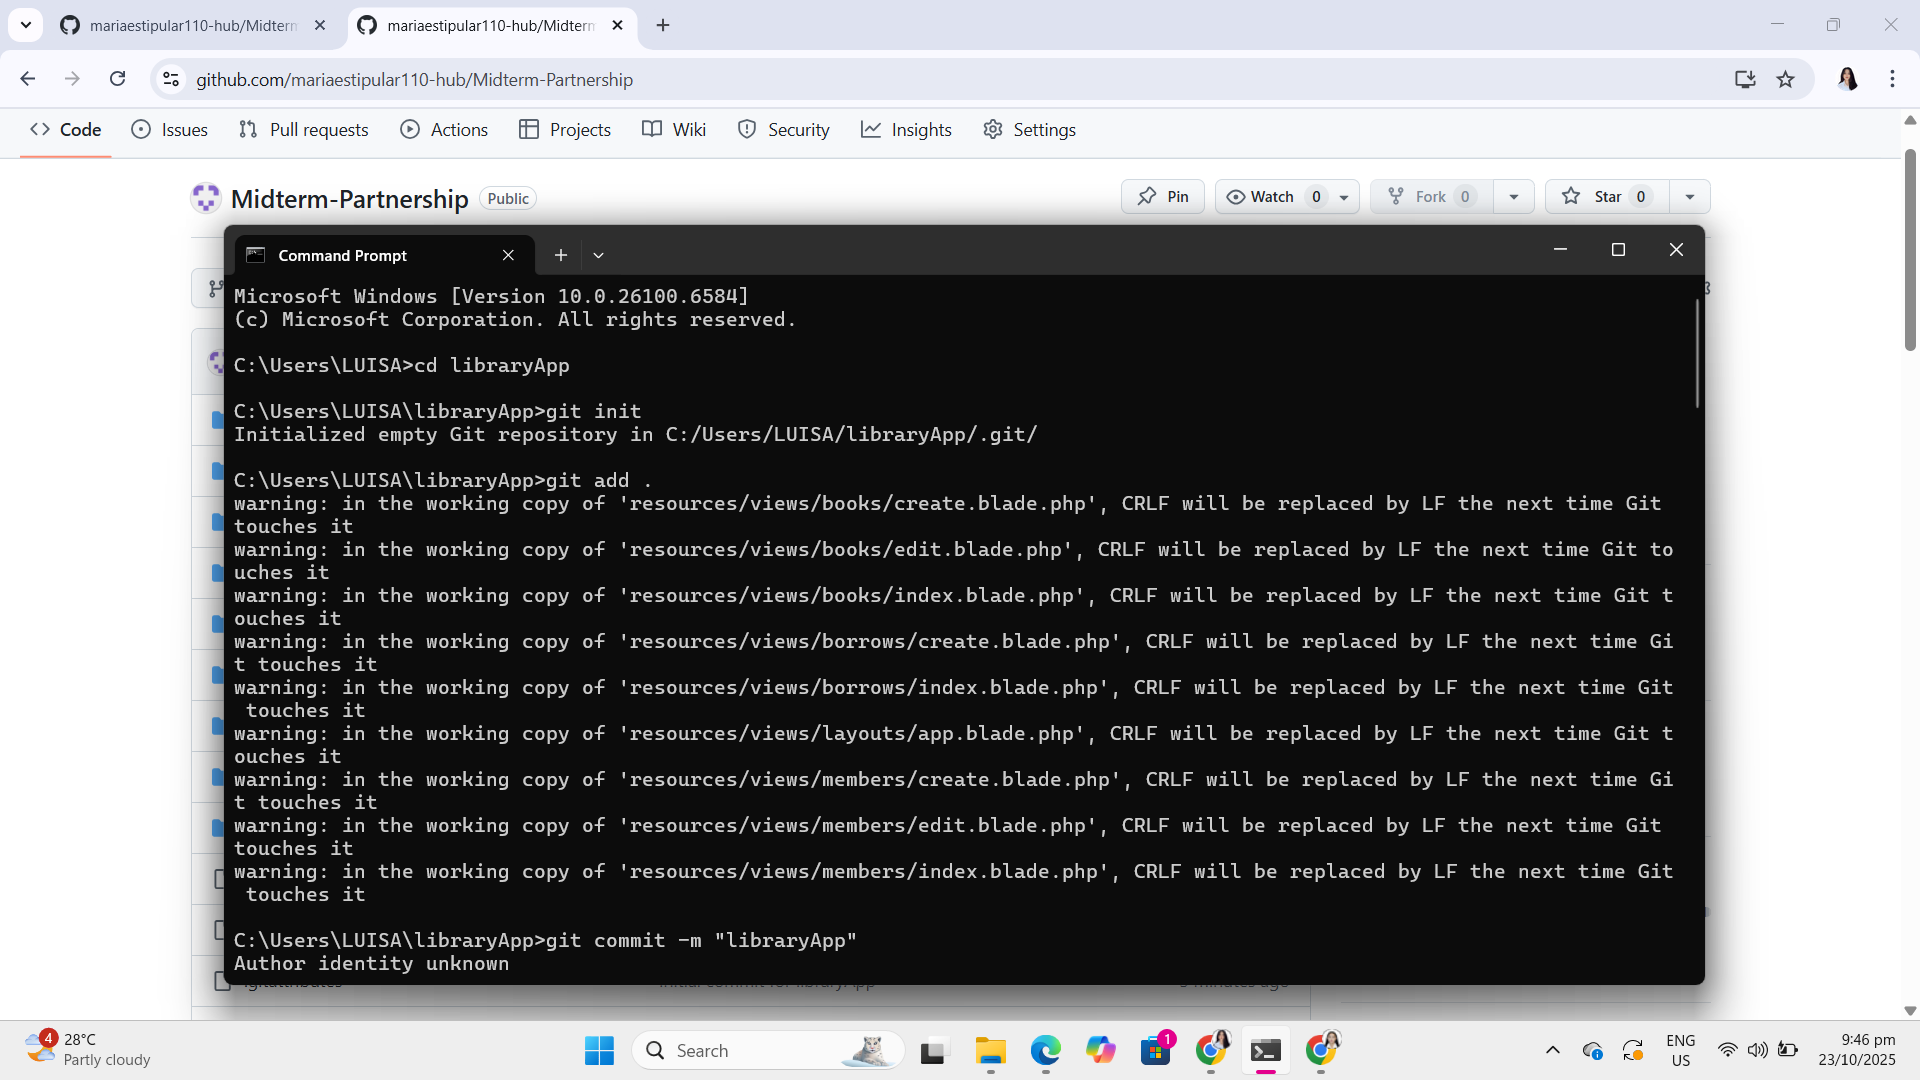 mariaestipular110-hub/Midterm
mariaestipular110-hub/Midterm
github.com/mariaestipular110-hub/Midterm-Partnership
Code
Issues
Pull requests
Actions
Projects
Wiki
Security
Insights
Settings
Midterm-Partnership
Public
Pin
Watch 0
Fork 0
Star 0
Command Prompt
Microsoft Windows [Version 10.0.26100.6584]
(c) Microsoft Corporation. All rights reserved.
C:\Users\LUISA>cd libraryApp
C:\Users\LUISA\libraryApp>git init
Initialized empty Git repository in C:/Users/LUISA/libraryApp/.git/
C:\Users\LUISA\libraryApp>git add .
warning: in the working copy of 'resources/views/books/create.blade.php', CRLF will be replaced by LF the next time Git
touches it
warning: in the working copy of 'resources/views/books/edit.blade.php', CRLF will be replaced by LF the next time Git to
uches it
warning: in the working copy of 'resources/views/books/index.blade.php', CRLF will be replaced by LF the next time Git t
ouches it
warning: in the working copy of 'resources/views/borrows/create.blade.php', CRLF will be replaced by LF the next time Gi
t touches it
warning: in the working copy of 'resources/views/borrows/index.blade.php', CRLF will be replaced by LF the next time Git
touches it
warning: in the working copy of 'resources/views/layouts/app.blade.php', CRLF will be replaced by LF the next time Git t
ouches it
warning: in the working copy of 'resources/views/members/create.blade.php', CRLF will be replaced by LF the next time Gi
t touches it
warning: in the working copy of 'resources/views/members/edit.blade.php', CRLF will be replaced by LF the next time Git
touches it
warning: in the working copy of 'resources/views/members/index.blade.php', CRLF will be replaced by LF the next time Git
touches it
C:\Users\LUISA\libraryApp>git commit -m "libraryApp"
Author identity unknown
4
28°C
Partly cloudy
Search
1
ENG
US
9:46 pm
23/10/2025